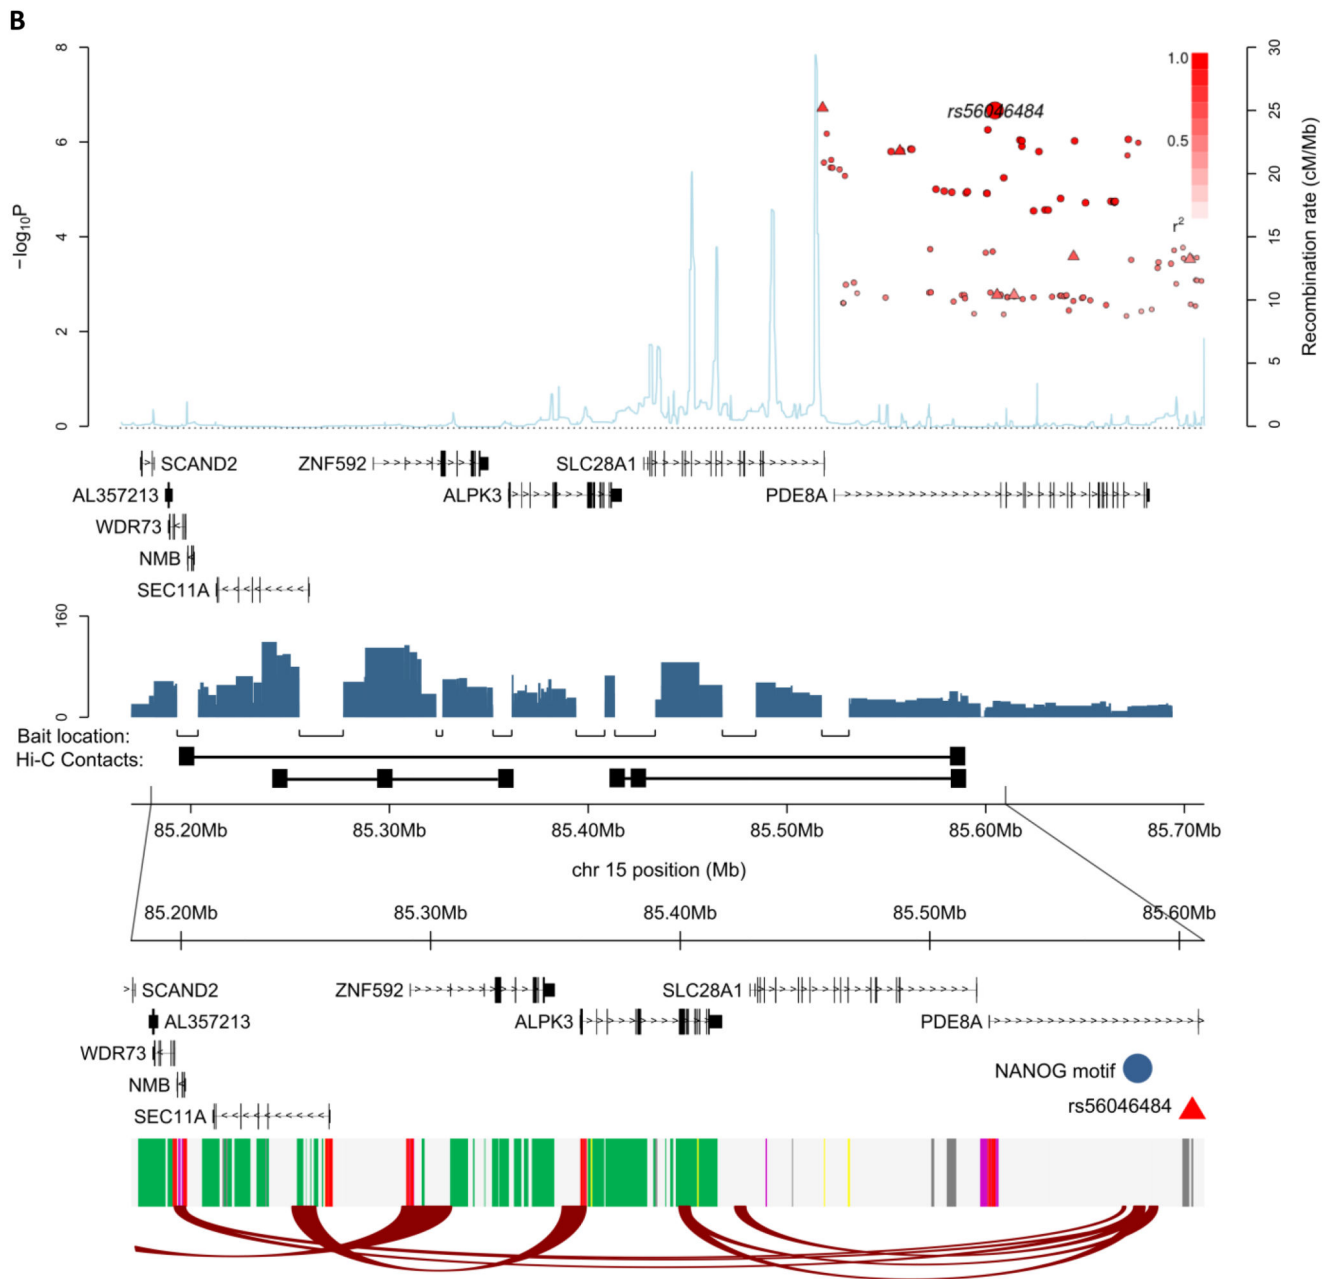 B
8
6
4
2
0
−log10P
30
25
20
15
10
5
0
Recombination rate (cM/Mb)
rs56046484
1.0
0.5
r2
SCAND2
ZNF592
SLC28A1
AL357213
ALPK3
PDE8A
WDR73
NMB
SEC11A
160
0
Bait location:
Hi-C Contacts:
85.20Mb 85.30Mb 85.40Mb 85.50Mb 85.60Mb 85.70Mb
chr 15 position (Mb)
85.20Mb 85.30Mb 85.40Mb 85.50Mb 85.60Mb
SCAND2
ZNF592
SLC28A1
AL357213
ALPK3
PDE8A
WDR73
NANOG motif
NMB
rs56046484
SEC11A